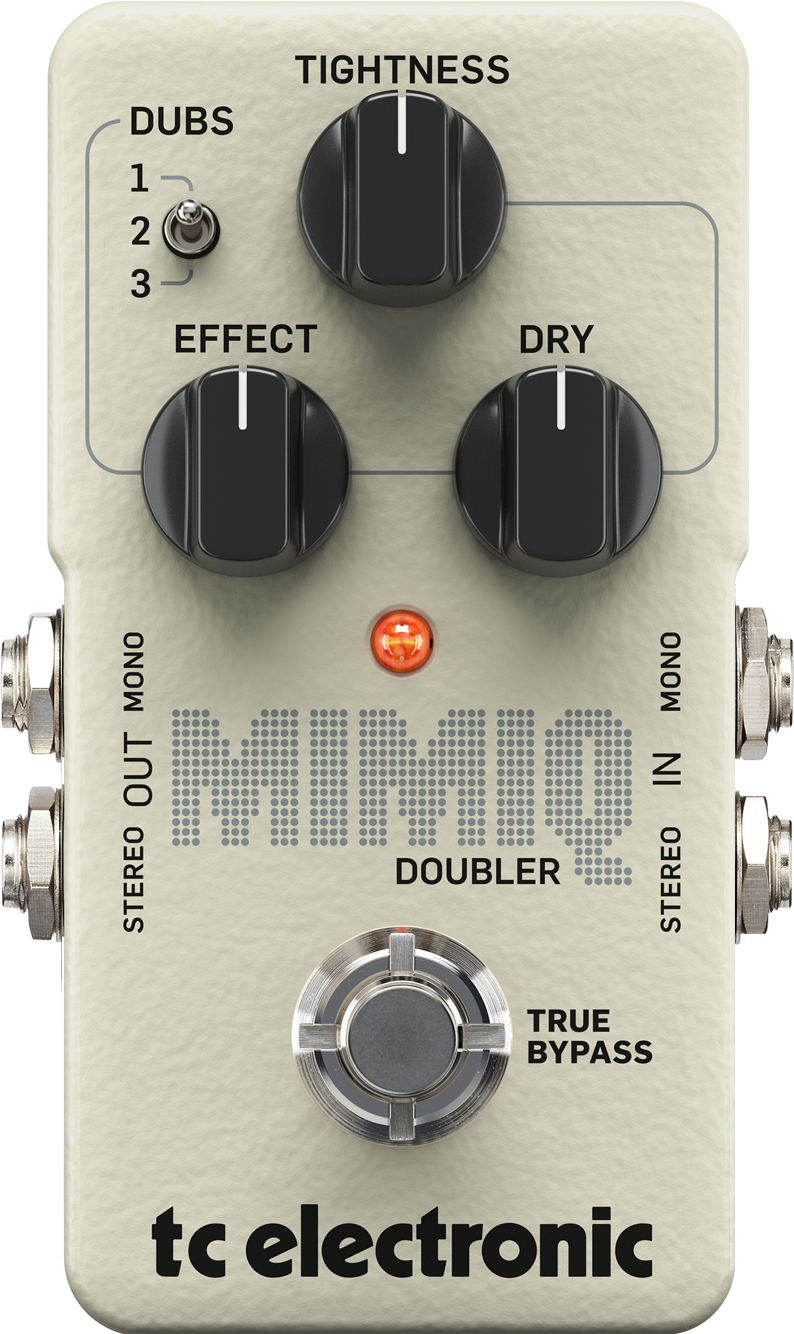 TIGHTNESS
DUBS
1
2
3
EFFECT
DRY
MONO
OUT
STEREO
MONO
IN
STEREO
MIMIQ
DOUBLER
TRUE
BYPASS
tc electronic